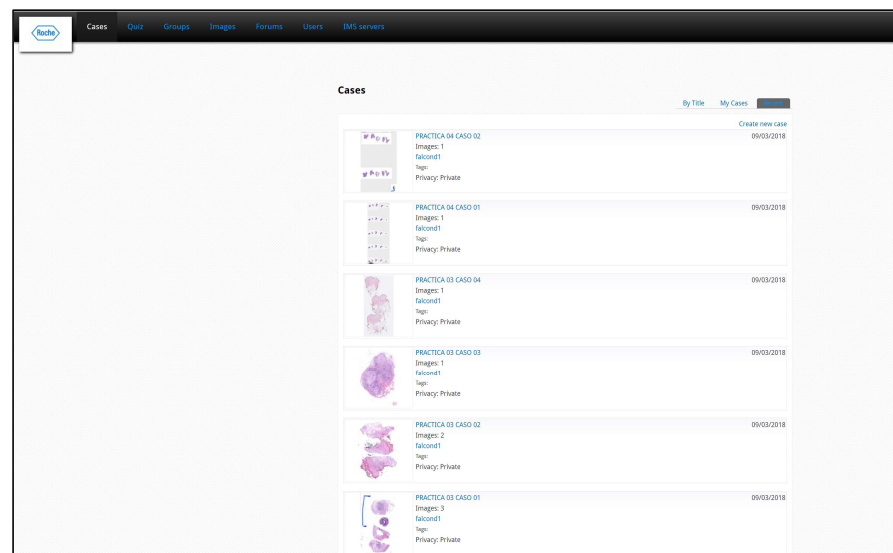 Roche
Cases Quiz Groups Images Forums Users IMS servers
Cases
By Title My Cases
Create new case
PRACTICA 04 CASO 02 09/03/2018
Images: 1
falcond1
Tags:
Privacy: Private
PRACTICA 04 CASO 01 09/03/2018
Images: 1
falcond1
Tags:
Privacy: Private
PRACTICA 03 CASO 04 09/03/2018
Images: 1
falcond1
Tags:
Privacy: Private
PRACTICA 03 CASO 03 09/03/2018
Images: 1
falcond1
Tags:
Privacy: Private
PRACTICA 03 CASO 02 09/03/2018
Images: 2
falcond1
Tags:
Privacy: Private
PRACTICA 03 CASO 01 09/03/2018
Images: 3
falcond1
Tags:
Privacy: Private